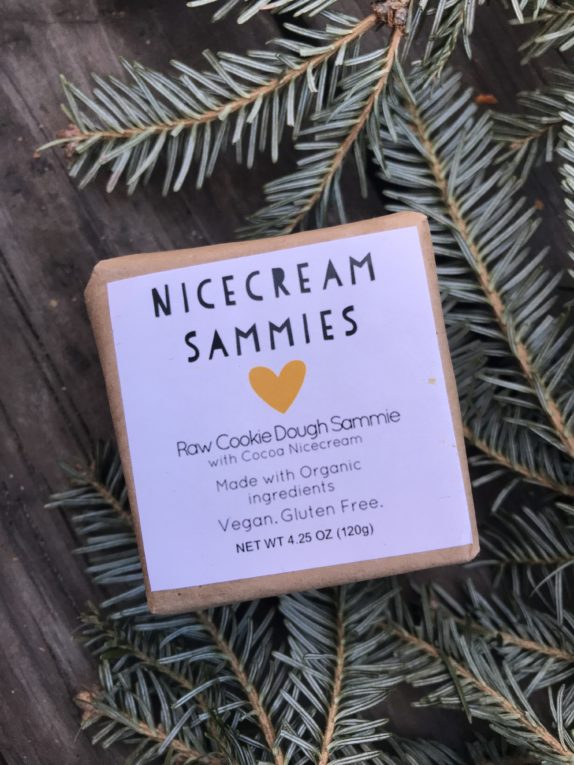 NICECREAM
SAMMIES
Raw Cookie Dough Sammie
with Cocoa Nicecream
Made with Organic
ingredients
Vegan. Gluten Free.
NET WT 4.25 OZ (120g)